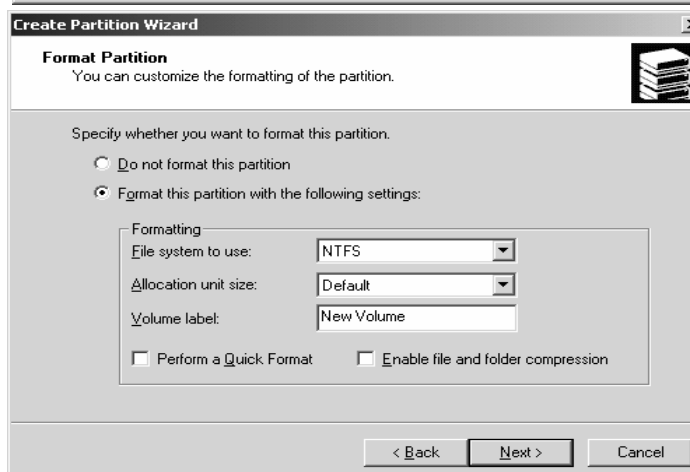 Create Partition Wizard
Format Partition
You can customize the formatting of the partition.
Specify whether you want to format this partition.
Do not format this partition
Format this partition with the following settings:
Formatting
File system to use: NTFS
Allocation unit size: Default
Volume label: New Volume
Perform a Quick Format Enable file and folder compression
< Back Next > Cancel